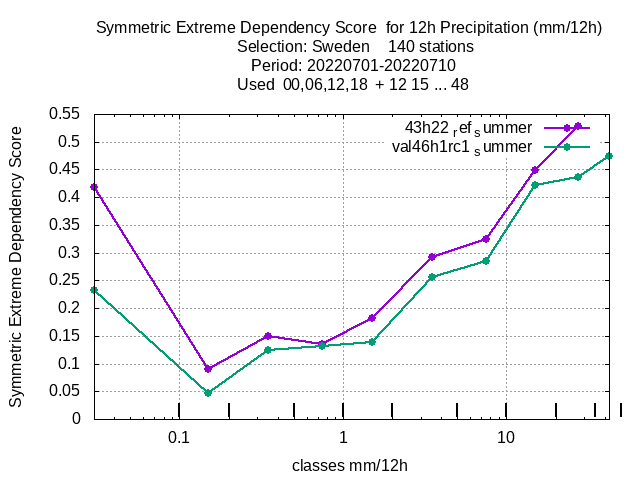 Symmetric Extreme Dependency Score for 12h Precipitation (mm/12h)
Selection: Sweden 140 stations
Period: 20220701-20220710
Used 00,06,12,18 + 12 15 ... 48
0.55
0.5
0.45
0.4
0.35
0.3
0.25
0.2
0.15
0.1
0.05
0
Symmetric Extreme Dependency Score
43h22 ref summer
val46h1rc1 summer
0.1 1 10
classes mm/12h